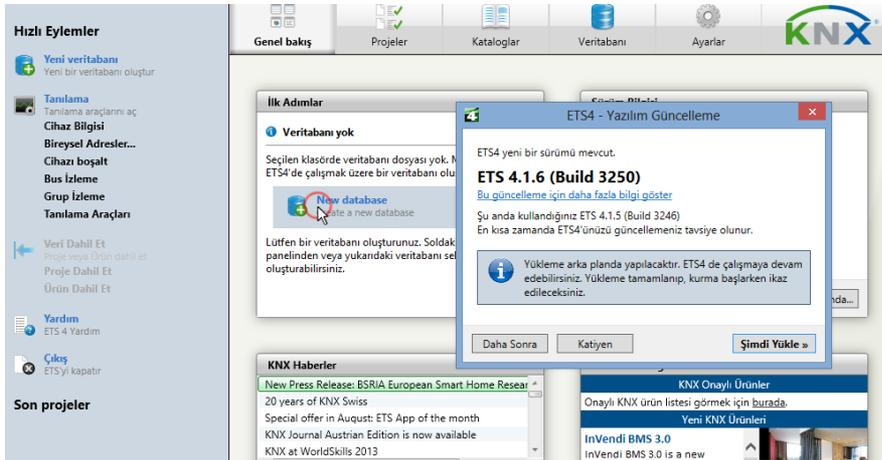 Hızlı Eylemler
Yeni veritabanı
Yeni bir veritabanı oluştur
Tanılama
Tanılama araçlarını aç
Cihaz Bilgisi
Bireysel Adresler...
Cihazı boşalt
Bus İzleme
Grup İzleme
Tanılama Araçları
Veri Dahil Et
Proje veya Ürün dahil et
Proje Dahil Et
Ürün Dahil Et
Yardım
ETS 4 Yardım
Çıkış
ETS'yi kapatır
Son projeler
Genel bakış
Projeler
Kataloglar
Veritabanı
Ayarlar
KNX
İlk Adımlar
Veritabanı yok
Seçilen klasörde veritabanı dosyası yok.
ETS4'de çalışmak üzere bir veritabanı
New database
create a new database
Lütfen bir veritabanı oluşturunuz.
panelinden veya yukarıdaki veritabanı
oluşturabilirsiniz.
Sürüm Bilgisi
4
ETS4 - Yazılım Güncelleme
ETS4 yeni bir sürümü mevcut.
ETS 4.1.6 (Build 3250)
Bu güncelleme için daha fazla bilgi göster
Şu anda kullandığınız ETS 4.1.5 (Build 3246)
En kısa zamanda ETS4'ünüzü güncellemeniz tavsiye olunur.
Yükleme arka planda yapılacaktır. ETS4 de çalışmaya devam
edebilirsiniz. Yükleme tamamlanıp, kurma başlarken ikaz
edileceksiniz.
Daha Sonra
Katiyen
Şimdi Yükle »
KNX Haberler
New Press Release: BSRIA European Smart Home
20 years of KNX Swiss
Special offer in August: ETS App of the month
KNX Journal Austrian Edition is now available
KNX at WorldSkills 2013
KNX Onaylı Ürünler
Onaylı KNX ürün listesi görmek için burada.
Yeni KNX Ürünleri
InVendi BMS 3.0
InVendi BMS 3.0 is a new